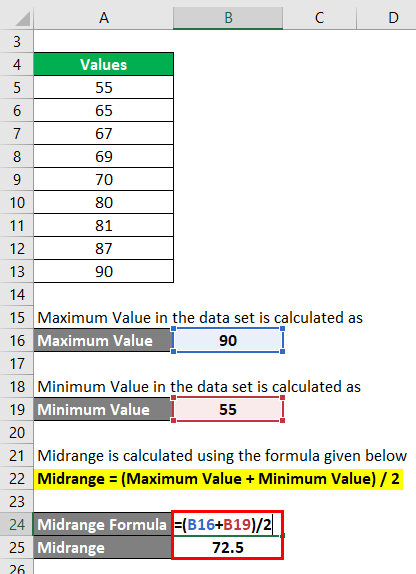 A B C D
3
4 Values
5 55
6 65
7 67
8 69
9 70
10 80
11 81
12 87
13 90
14
15 Maximum Value in the data set is calculated as
16 Maximum Value 90
17
18 Minimum Value in the data set is calculated as
19 Minimum Value 55
20
21 Midrange is calculated using the formula given below
22 Midrange = (Maximum Value + Minimum Value) / 2
23
24 Midrange Formula =(B16+B19)/2
25 Midrange 72.5
26